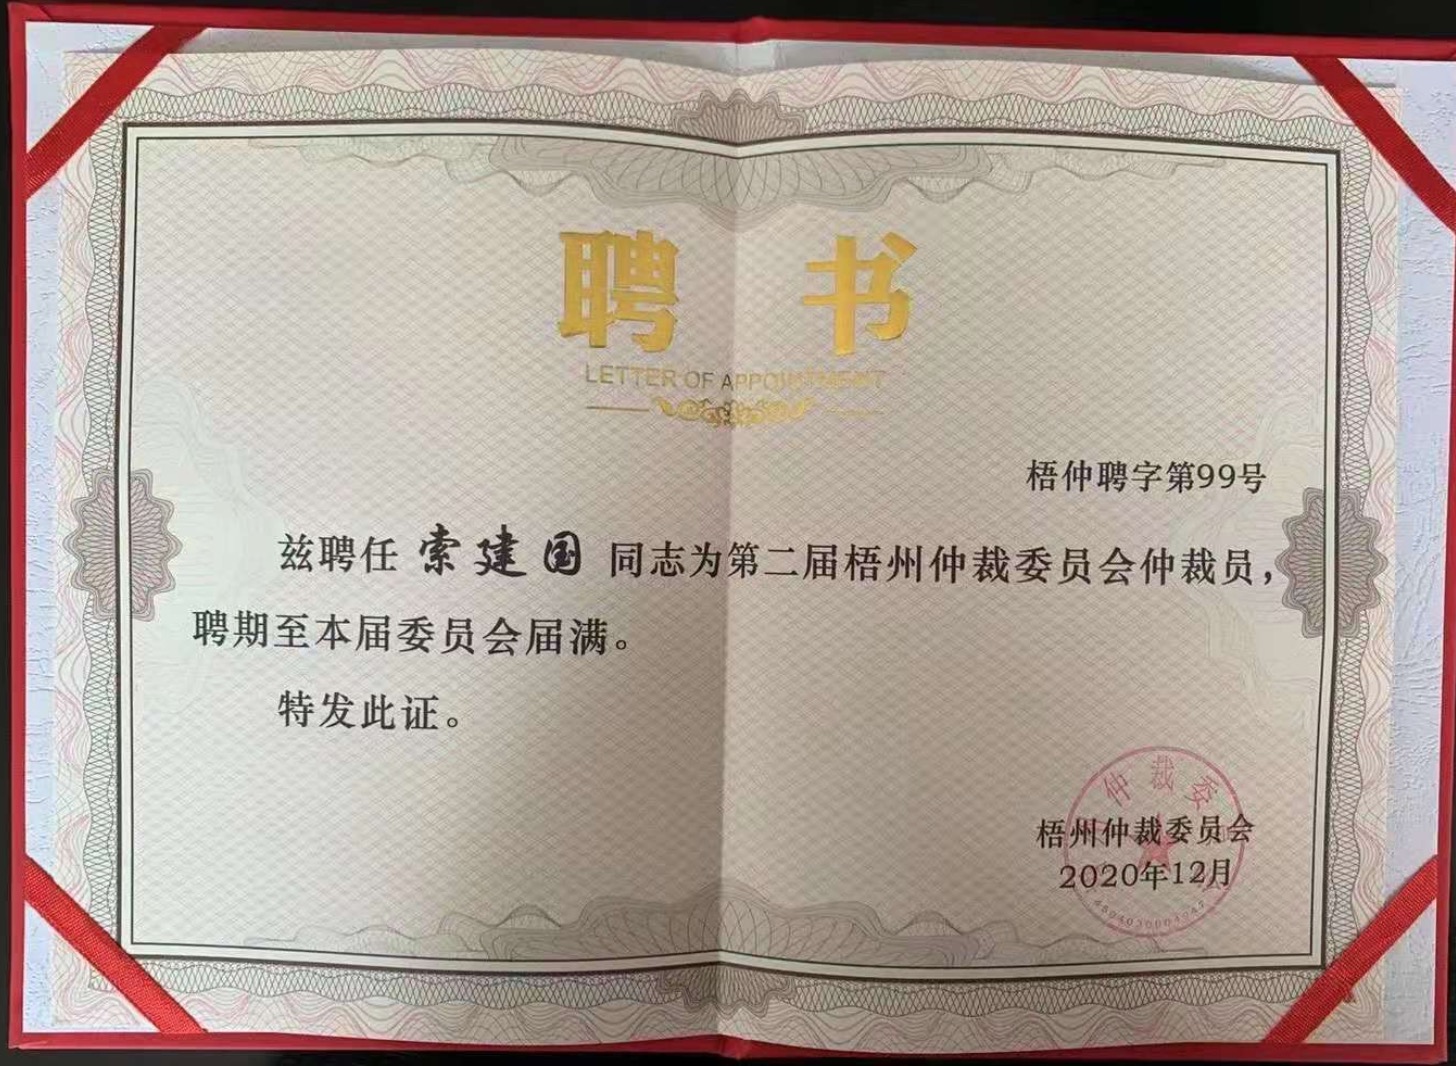 聘书
LETTER OF APPOINTMENT
梧仲聘字第99号
兹聘任 索建国 同志为第二届梧州仲裁委员会仲裁员，
聘期至本届委员会届满。
特发此证。
仲裁委
梧州仲裁委员会
2020年12月